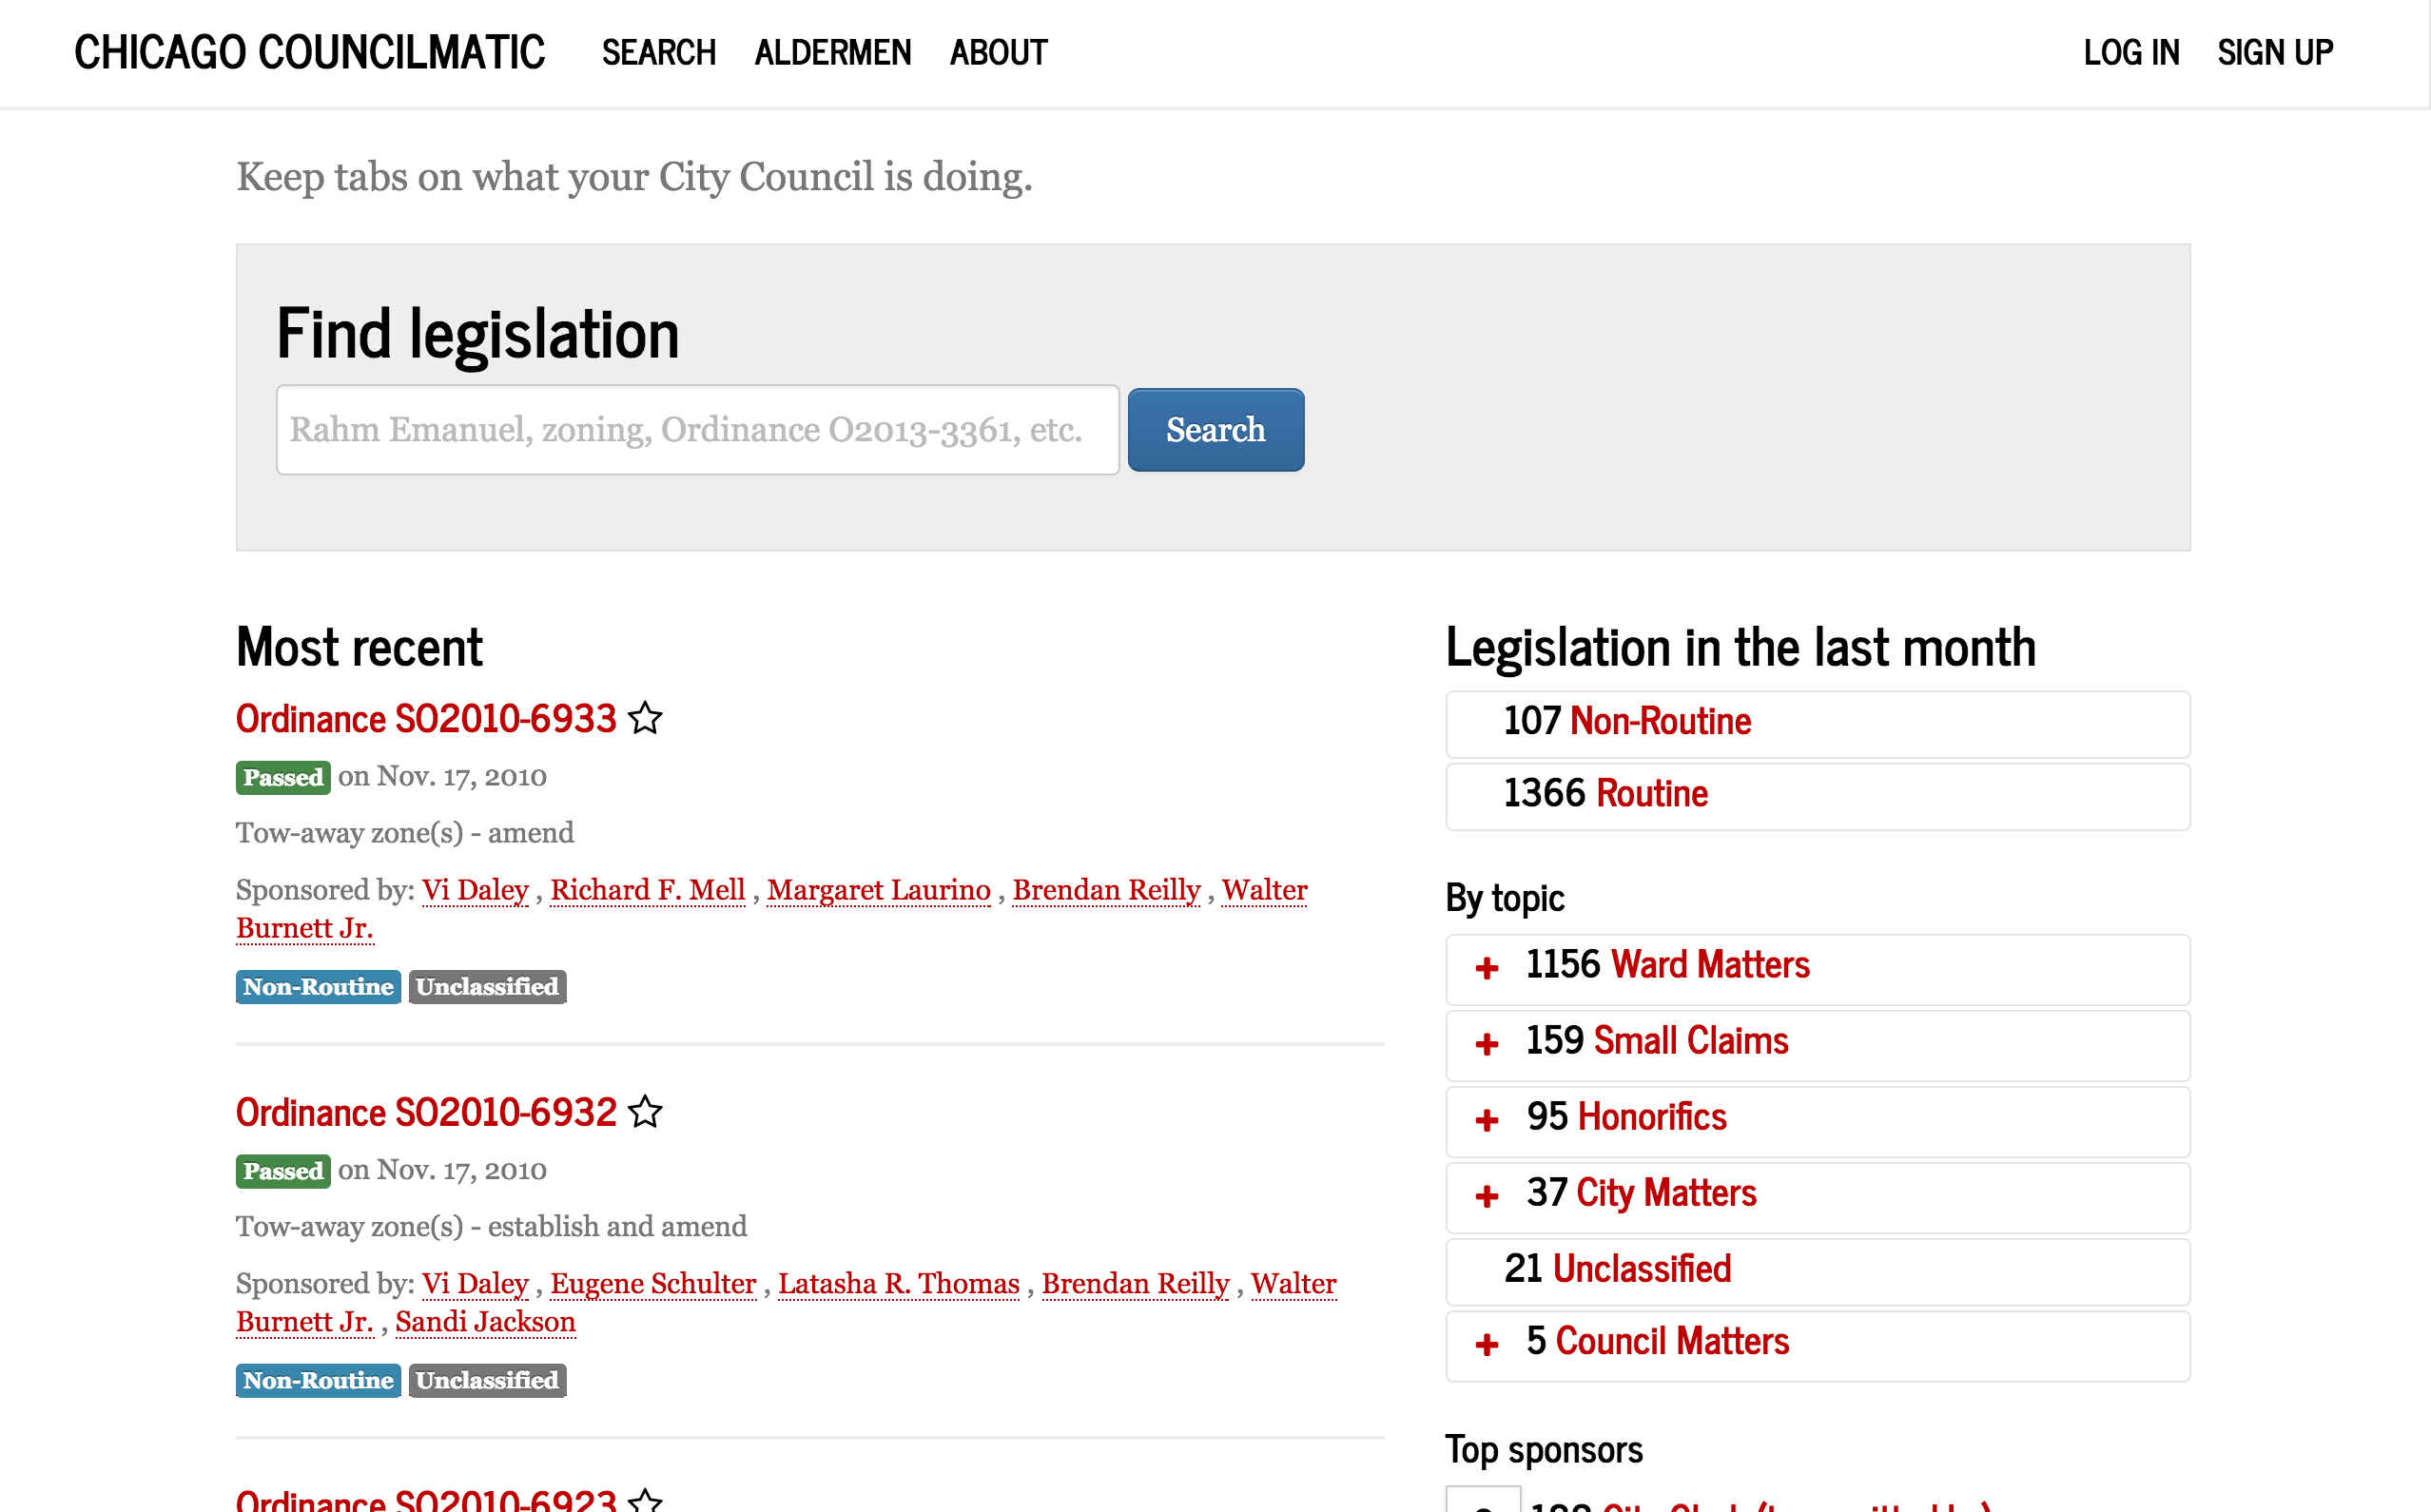 CHICAGO COUNCILMATIC SEARCH ALDERMEN ABOUT LOG IN SIGN UP
Keep tabs on what your City Council is doing.
Find legislation
Rahm Emanuel, zoning, Ordinance O2013-3361, etc. Search
Most recent
Ordinance SO2010-6933
Passed on Nov. 17, 2010
Tow-away zone(s) - amend
Sponsored by: Vi Daley , Richard F. Mell , Margaret Laurino , Brendan Reilly , Walter
Burnett Jr.
Non-Routine Unclassified
Ordinance SO2010-6932
Passed on Nov. 17, 2010
Tow-away zone(s) - establish and amend
Sponsored by: Vi Daley , Eugene Schulter , Latasha R. Thomas , Brendan Reilly , Walter
Burnett Jr. , Sandi Jackson
Non-Routine Unclassified
Ordinance SO2010-6923
Legislation in the last month
107 Non-Routine
1366 Routine
By topic
+ 1156 Ward Matters
+ 159 Small Claims
+ 95 Honorifics
+ 37 City Matters
21 Unclassified
+ 5 Council Matters
Top sponsors
City Clerk (transmitted by)